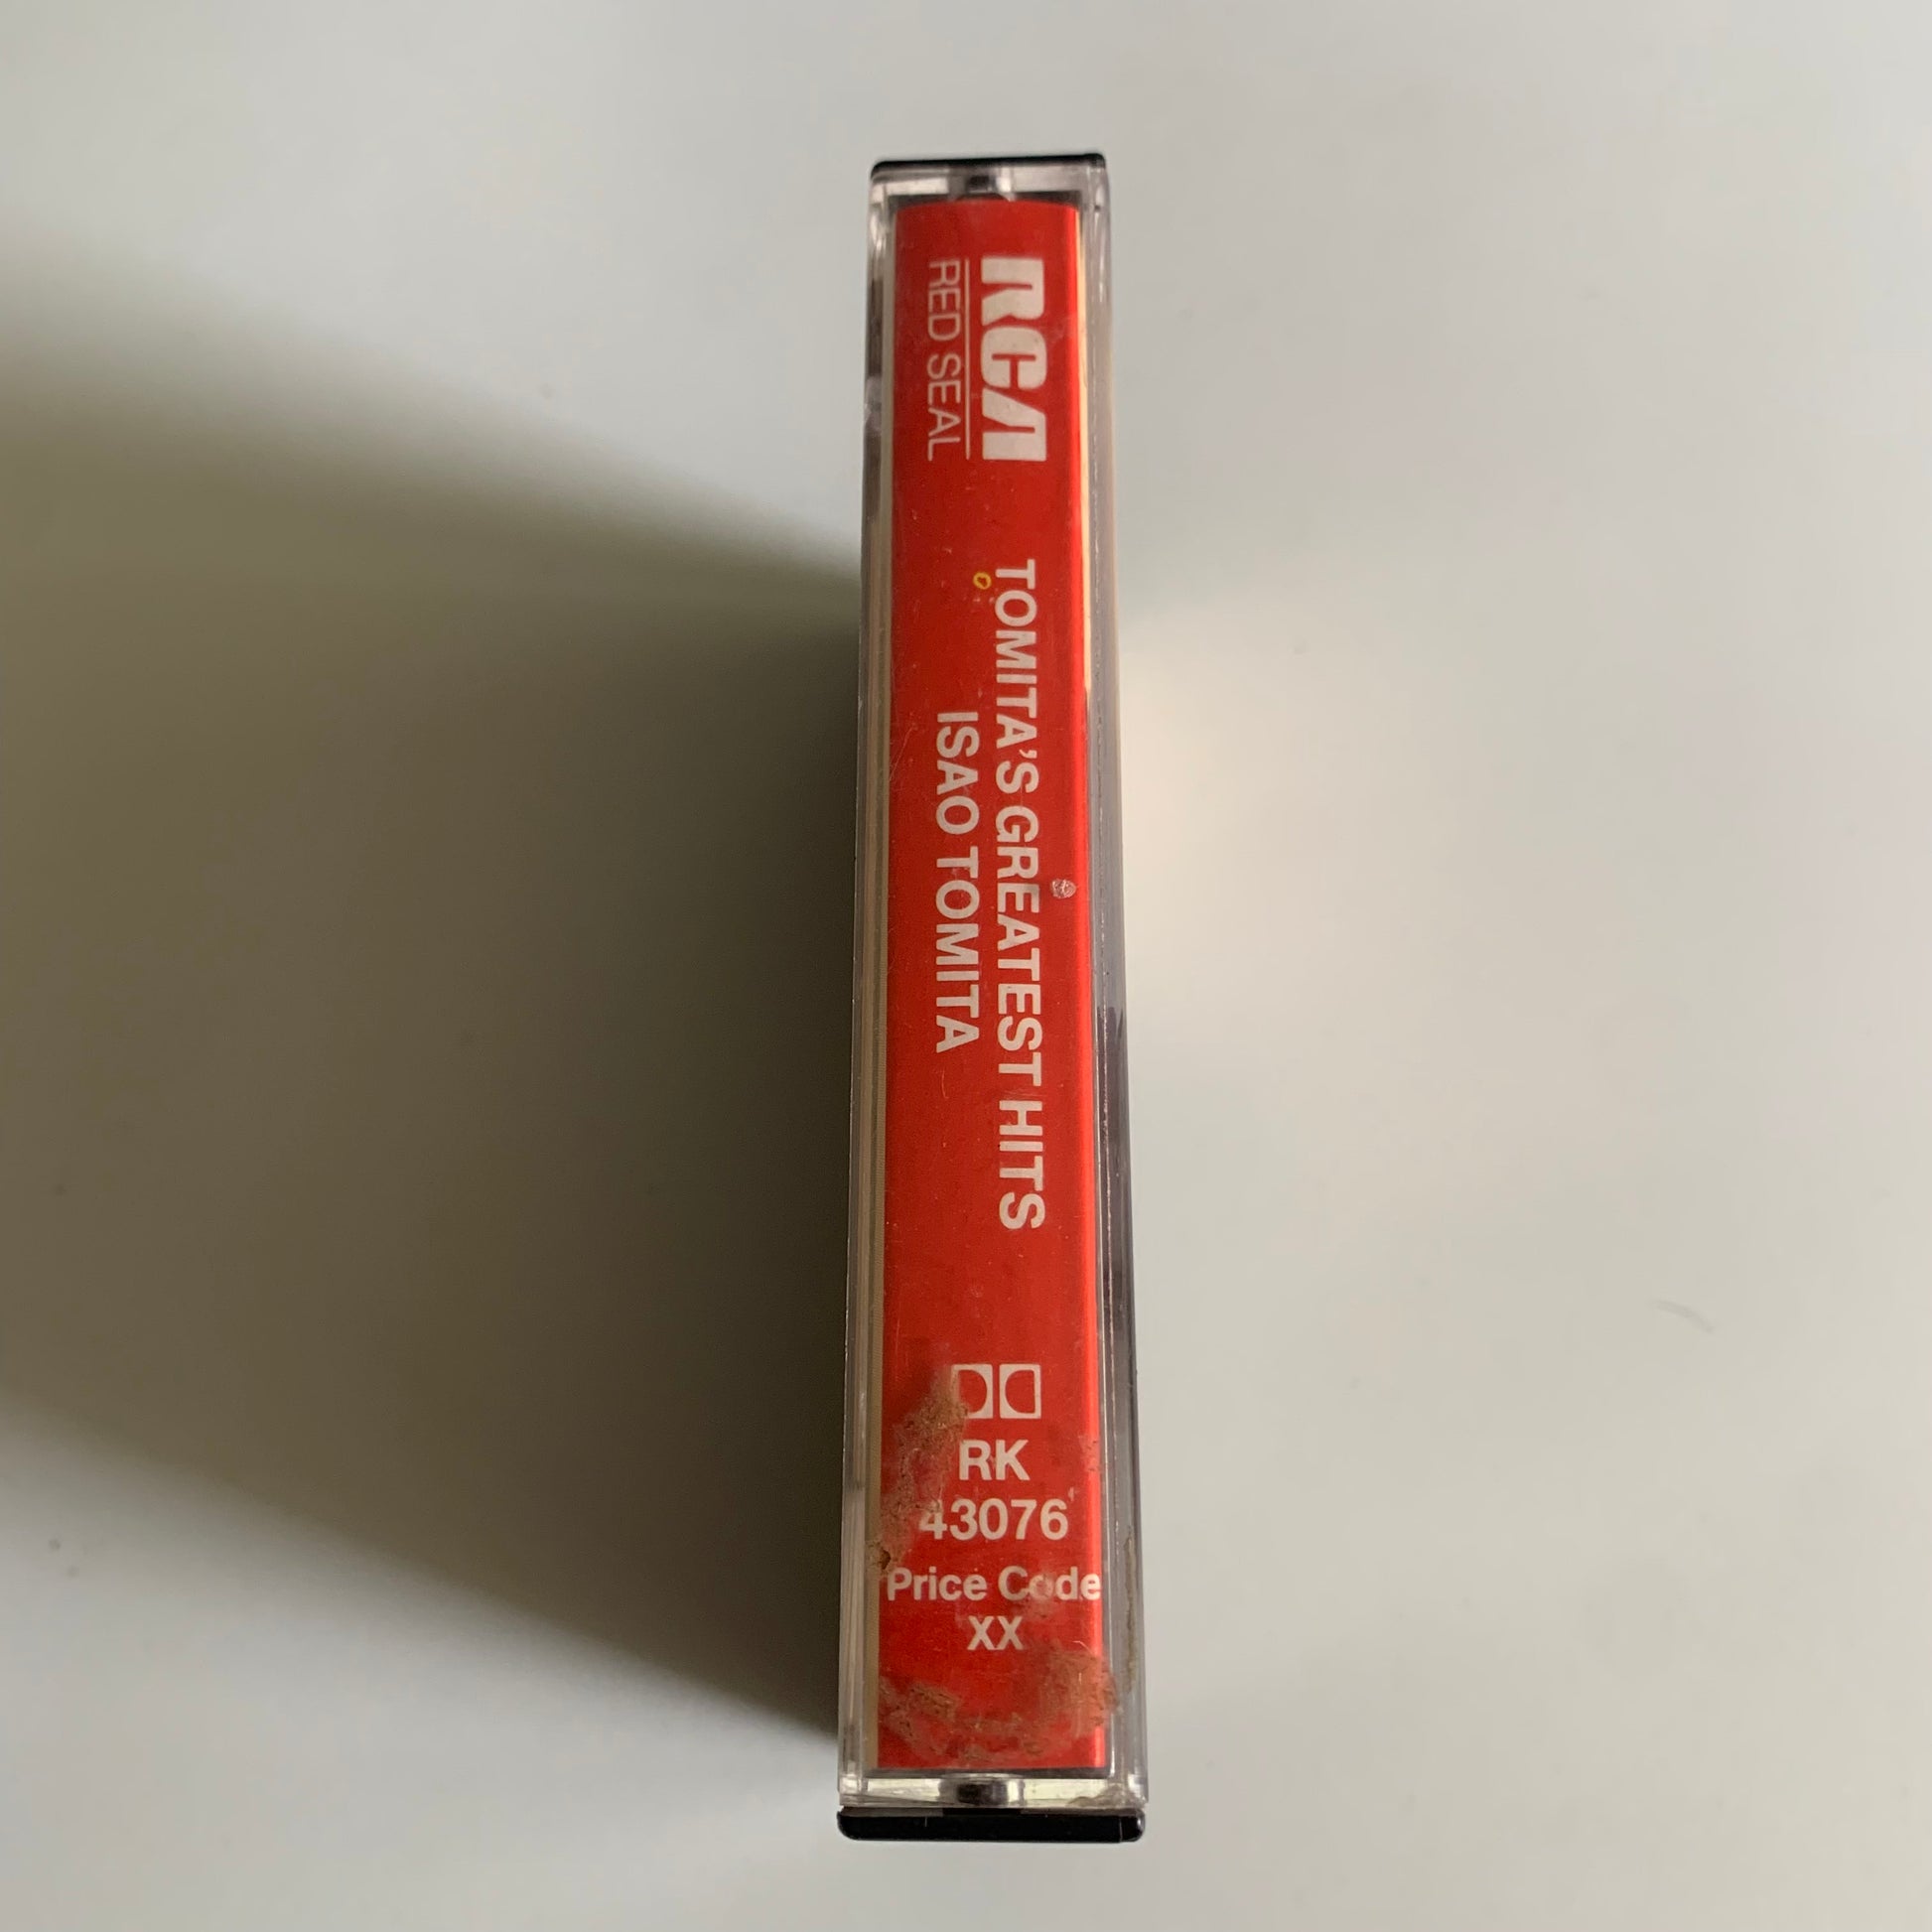 RCA
RED SEAL
TOMITA'S GREATEST HITS
ISAO TOMITA
RK
43076
Price Code
XX